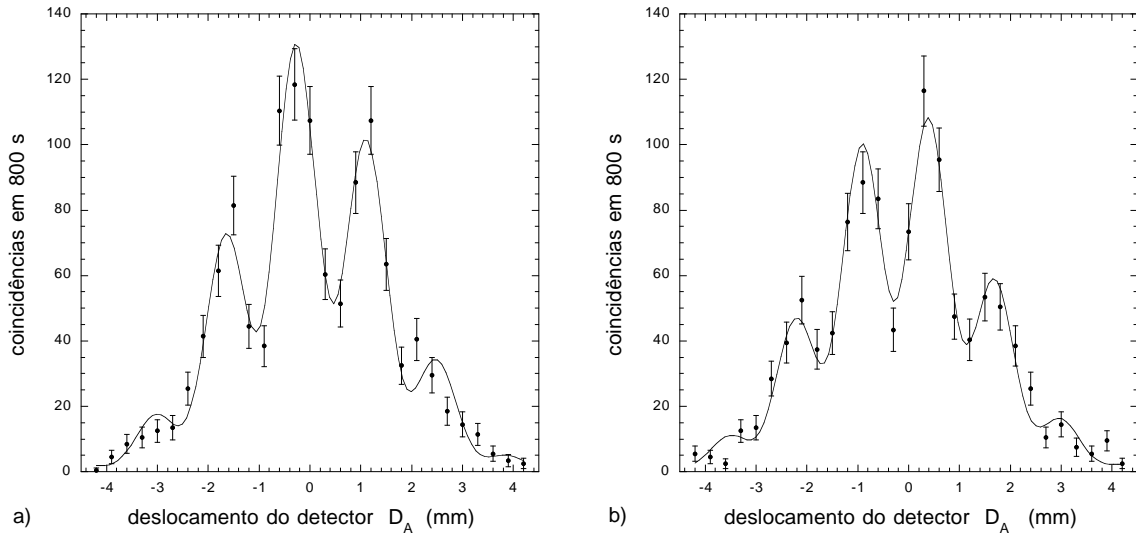 140
120
100
80
60
40
20
0
coincidências em 800 s
-4 -3 -2 -1 0 1 2 3 4
a) deslocamento do detector D_A (mm)
140
120
100
80
60
40
20
0
coincidências em 800 s
-4 -3 -2 -1 0 1 2 3 4
b) deslocamento do detector D_A (mm)